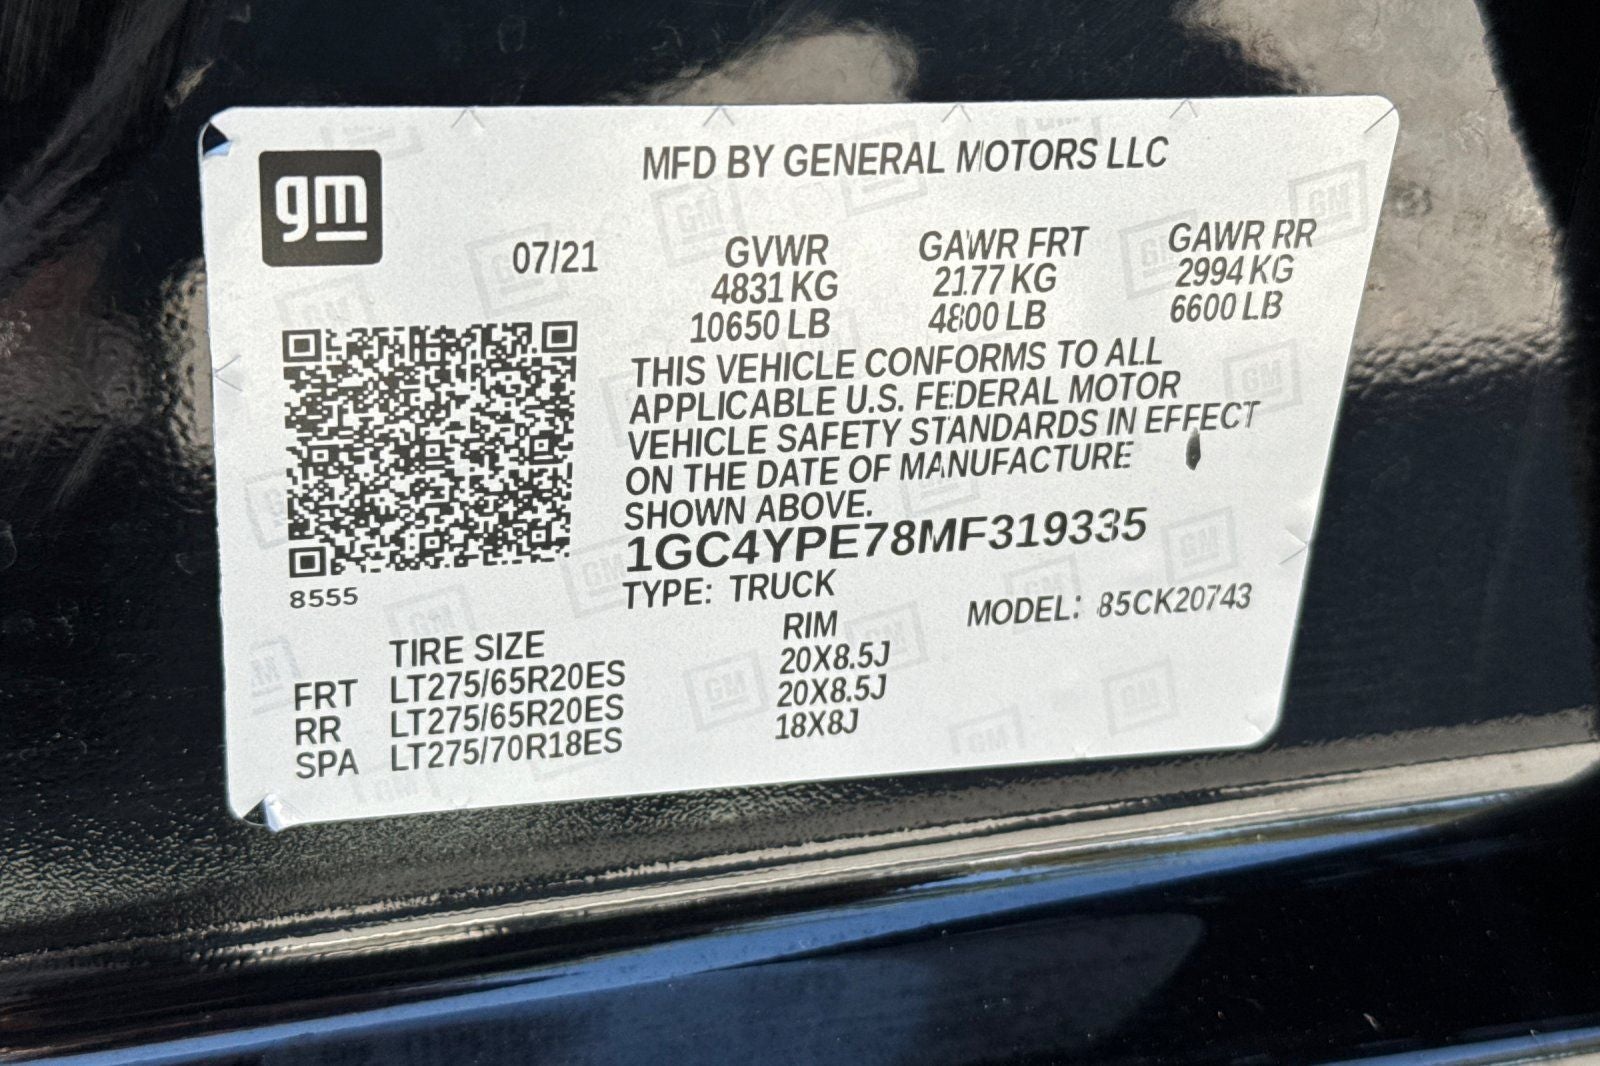 gm
MFD BY GENERAL MOTORS LLC
07/21 GVWR GAWR FRT GAWR RR
4831 KG 2177 KG 2994 KG
10650 LB 4800 LB 6600 LB
THIS VEHICLE CONFORMS TO ALL
APPLICABLE U.S. FEDERAL MOTOR
VEHICLE SAFETY STANDARDS IN EFFECT
ON THE DATE OF MANUFACTURE
SHOWN ABOVE.
1GC4YPE78MF319335
8555 TYPE: TRUCK MODEL: 85CK20743
TIRE SIZE RIM
FRT LT275/65R20ES 20X8.5J
RR LT275/65R20ES 20X8.5J
SPA LT275/70R18ES 18X8J